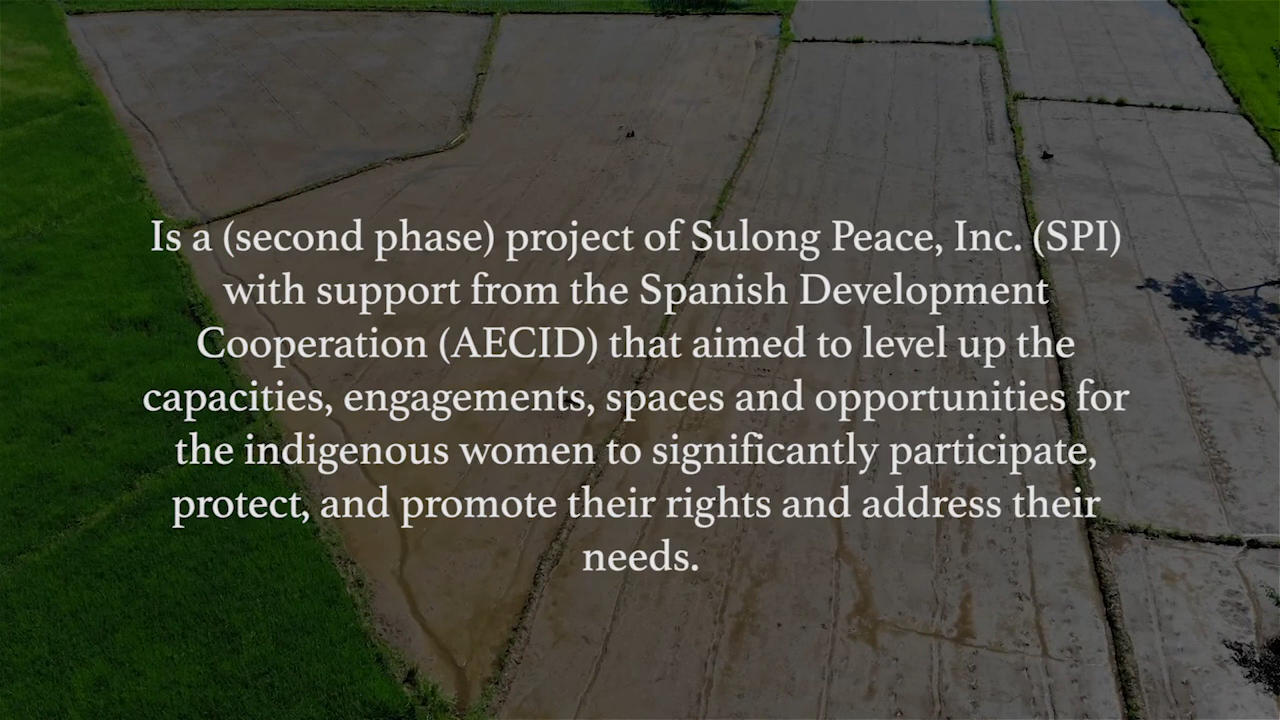 Is a (second phase) project of Sulong Peace, Inc. (SPI)
with support from the Spanish Development
Cooperation (AECID) that aimed to level up the
capacities, engagements, spaces and opportunities for
the indigenous women to significantly participate,
protect, and promote their rights and address their
needs.